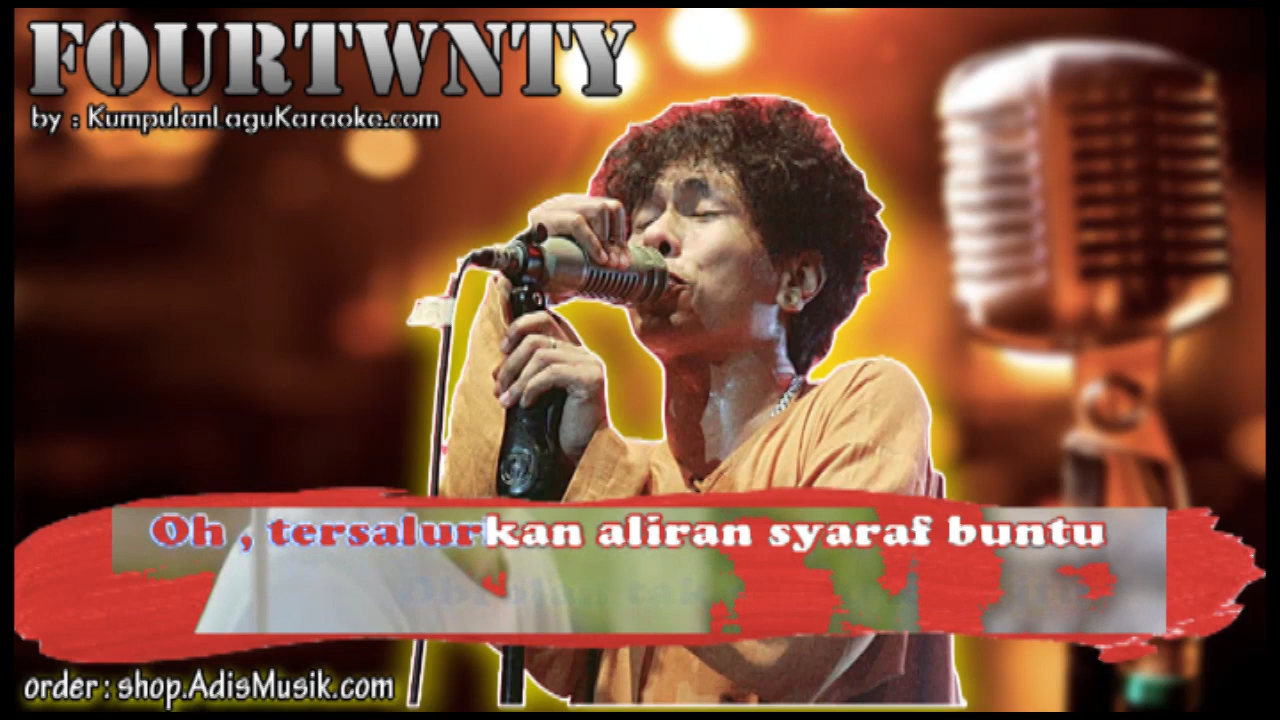 FOURTWNTY
by : KumpulanLaguKaraoke.com
Oh , tersalurkan aliran syaraf buntu
order : shop.AdisMusik.com